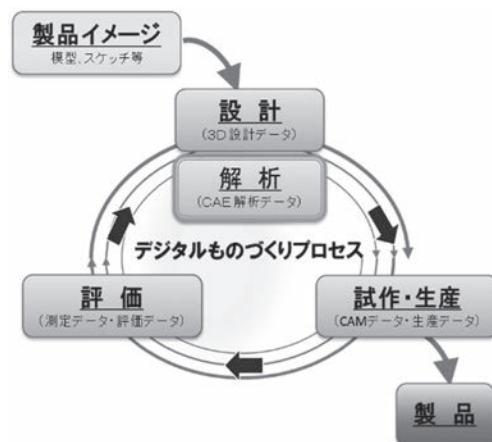 製品イメージ
模型、スケッチ等
設計
(3D設計データ)
解析
(CAE解析データ)
デジタルものづくりプロセス
評価
(測定データ・評価データ)
試作・生産
(CAMデータ・生産データ)
製品